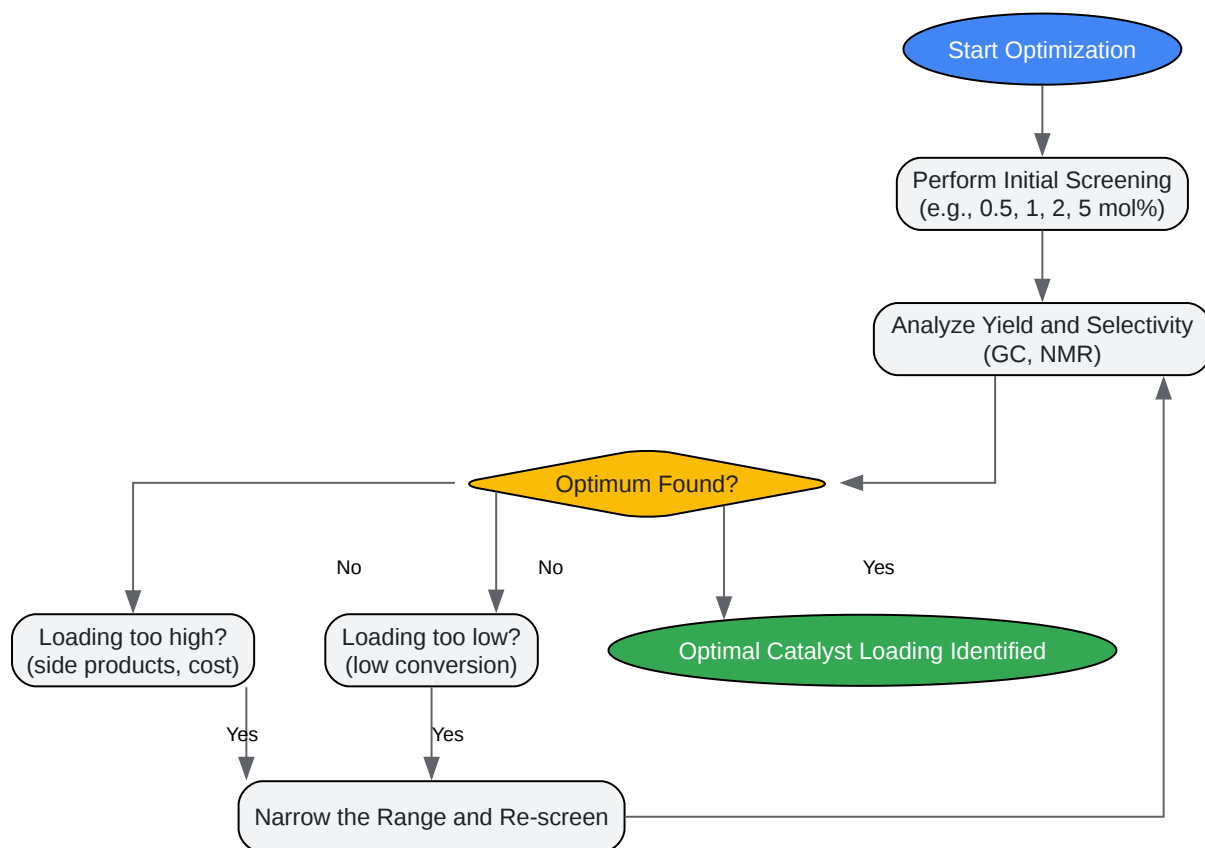 Start Optimization
Perform Initial Screening
(e.g., 0.5, 1, 2, 5 mol%)
Analyze Yield and Selectivity
(GC, NMR)
Optimum Found?
No
No
Yes
Loading too high?
(side products, cost)
Loading too low?
(low conversion)
Optimal Catalyst Loading Identified
Yes
Yes
Narrow the Range and Re-screen